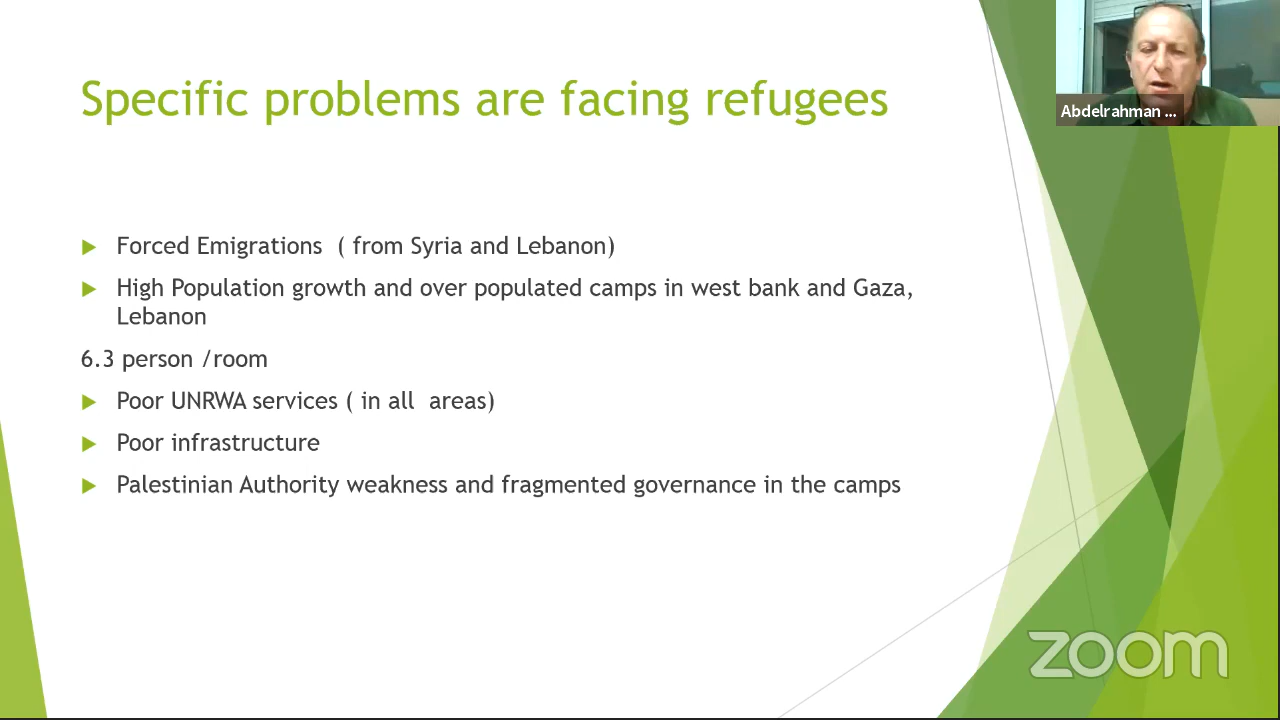 Specific problems are facing refugees
Abdelrahman ...
Forced Emigrations ( from Syria and Lebanon)
High Population growth and over populated camps in west bank and Gaza,
Lebanon
6.3 person /room
Poor UNRWA services ( in all areas)
Poor infrastructure
Palestinian Authority weakness and fragmented governance in the camps
zoom